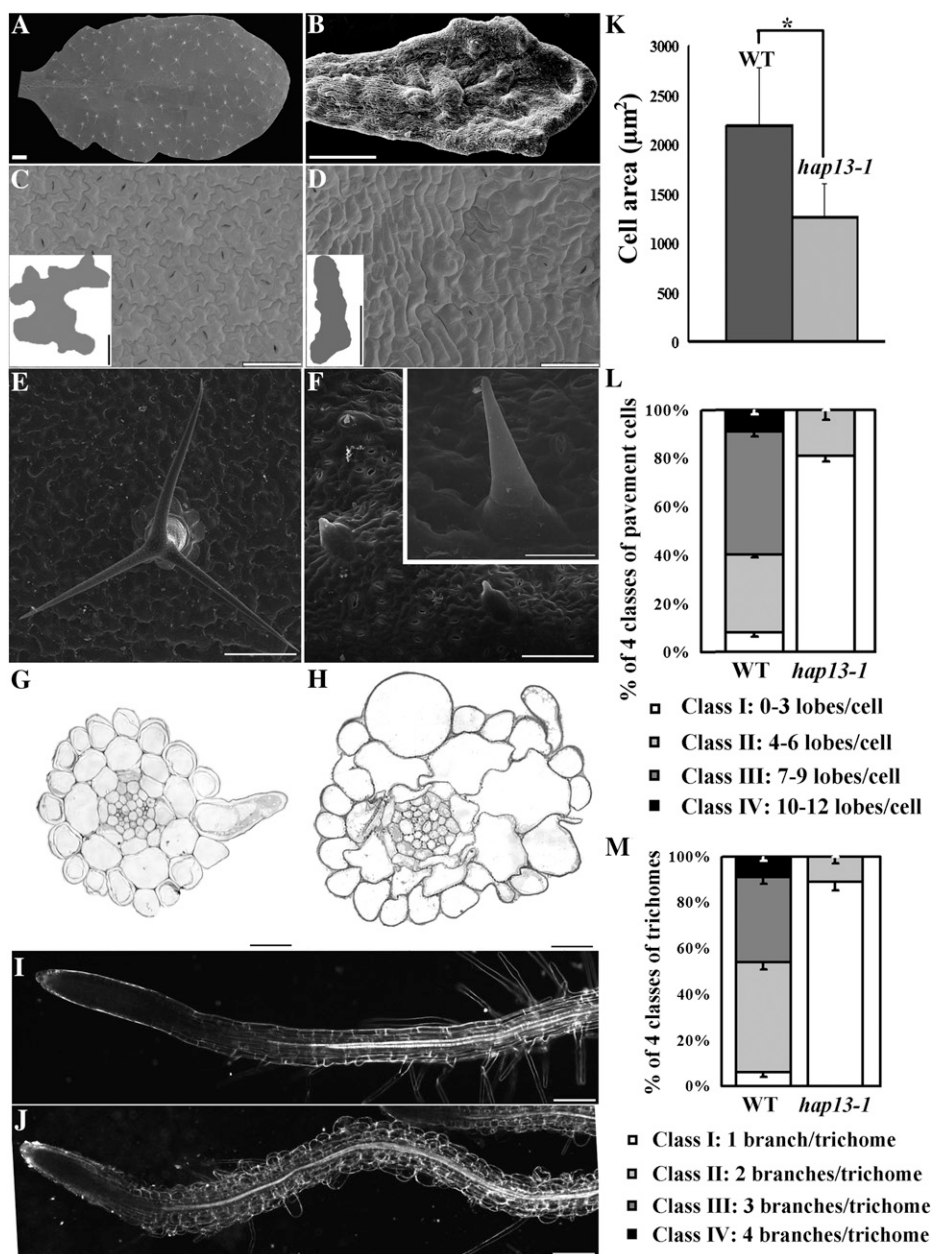 A
B
C
D
E
F
G
H
I
J
K
Cell area (µm²)
3000
2500
2000
1500
1000
500
0
WT
*
hap13-1
L
% of 4 classes of pavement cells
100%
80%
60%
40%
20%
0%
WT hap13-1
Class I: 0-3 lobes/cell
Class II: 4-6 lobes/cell
Class III: 7-9 lobes/cell
Class IV: 10-12 lobes/cell
M
% of 4 classes of trichomes
100%
80%
60%
40%
20%
0%
WT hap13-1
Class I: 1 branch/trichome
Class II: 2 branches/trichome
Class III: 3 branches/trichome
Class IV: 4 branches/trichome